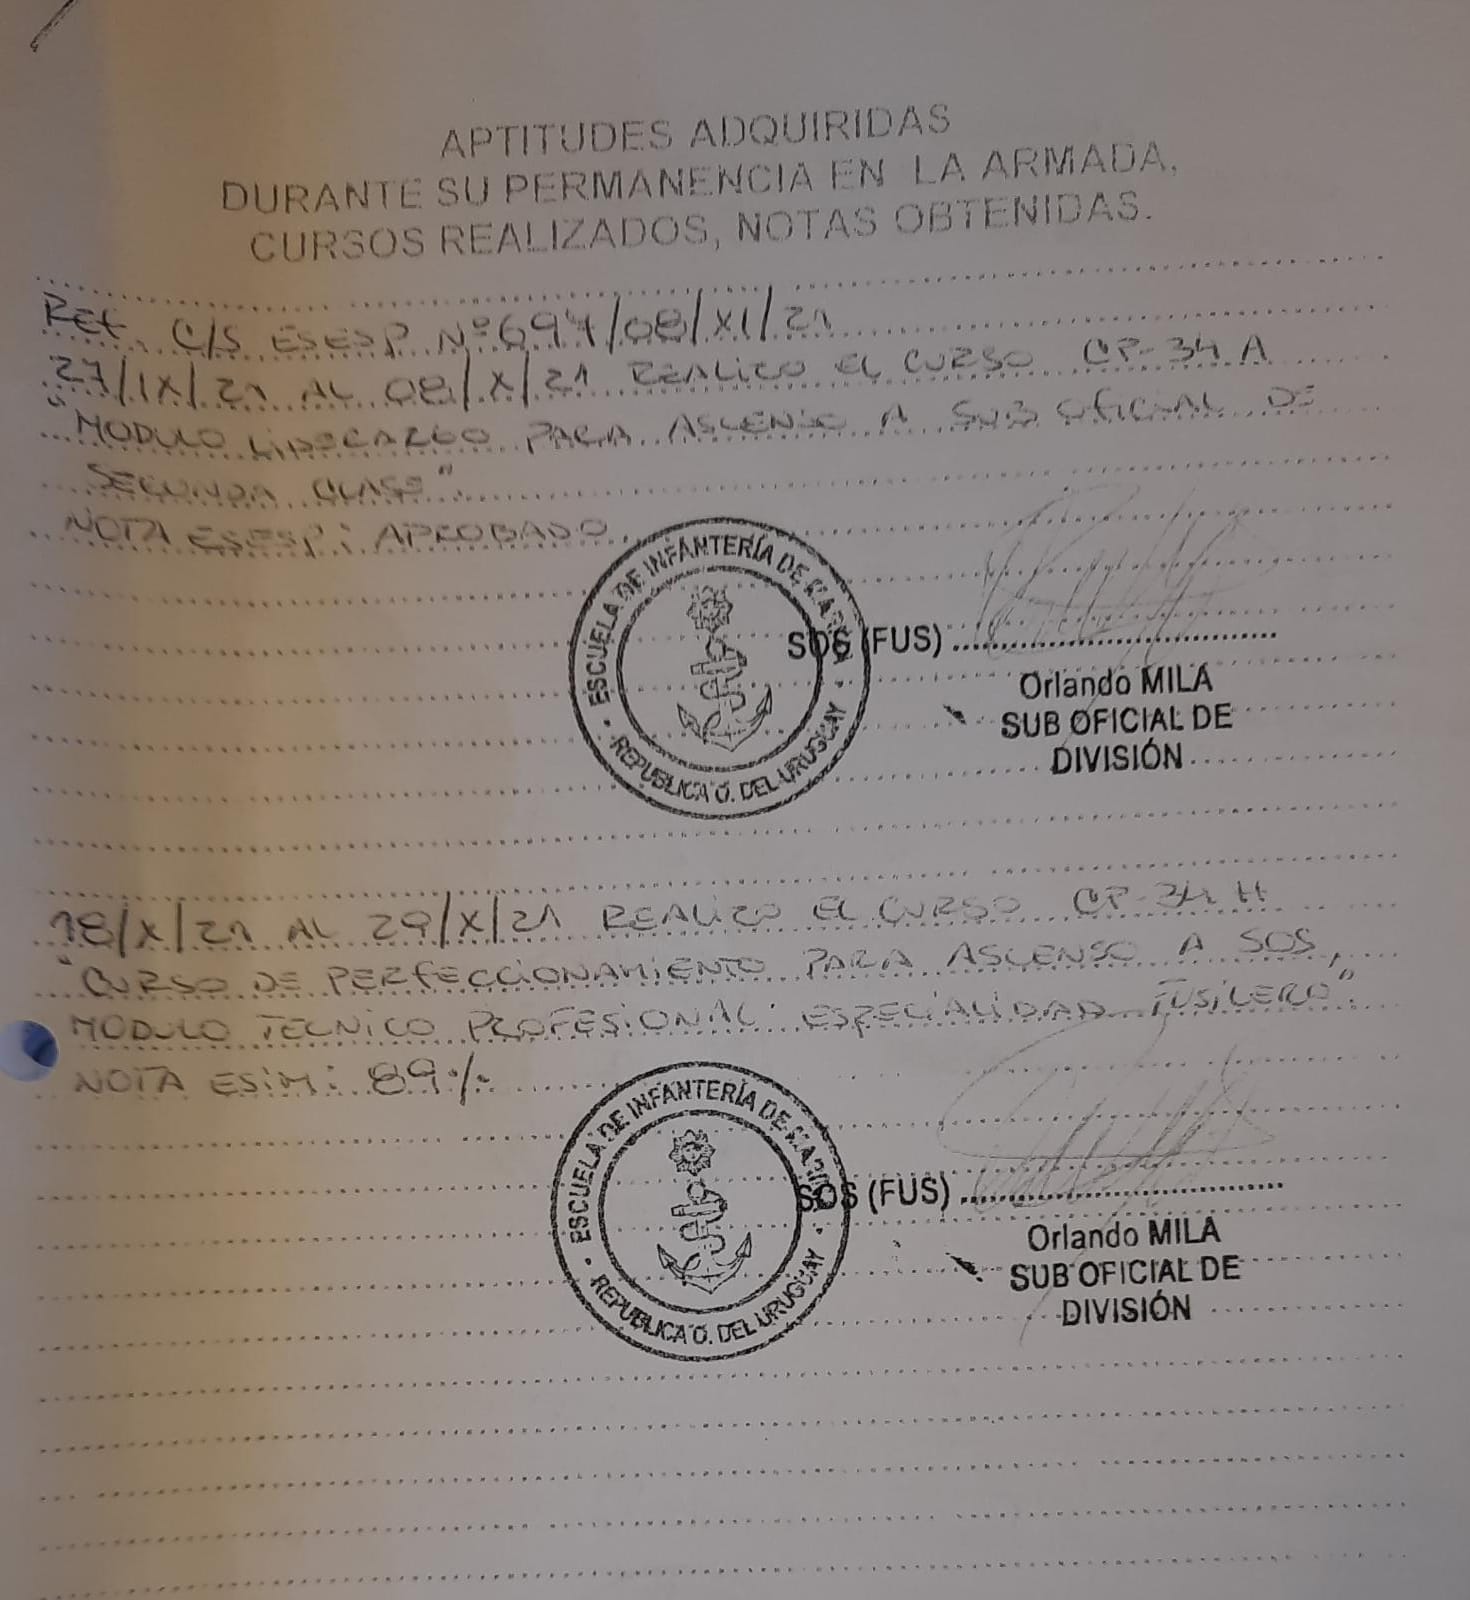 APTITUDES ADQUIRIDAS
DURANTE SU PERMANENCIA EN LA ARMADA,
CURSOS REALIZADOS, NOTAS OBTENIDAS.
REF. C/S ESESP Nº 697/08/XI/21
27/IX/21 AL 08/X/21 REALIZO EL CURSO CP-34 A
"MODULO LIDERAZGO PARA ASCENSO A SUB OFICIAL DE
SEGUNDA CLASE".
NOTA ESESP: APROBADO.
ESCUELA DE INFANTERÍA DE MARINA
REPUBLICA O. DEL URUGUAY
SOS (FUS)
Orlando MILA
SUB OFICIAL DE
DIVISIÓN
18/X/21 AL 29/X/21 REALIZO EL CURSO CP-34 H
"CURSO DE PERFECCIONAMIENTO PARA ASCENSO A SOS,
MODULO TECNICO PROFESIONAL ESPECIALIDAD FUSILERO".
NOTA ESIM: 89%
ESCUELA DE INFANTERÍA DE MARINA
REPUBLICA O. DEL URUGUAY
SOS (FUS)
Orlando MILA
SUB OFICIAL DE
DIVISIÓN